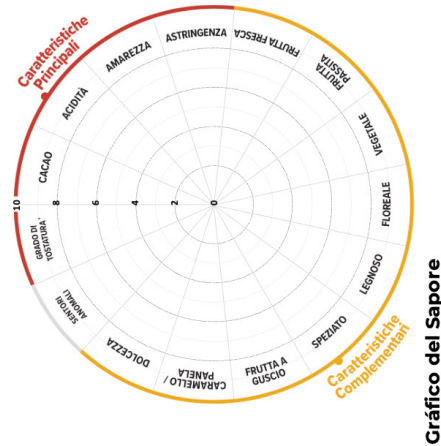 Caratteristiche
Principali
ASTRINGENZA
FRUTTA FRESCA
FRUTTA
PASSITA
VEGETALE
FLOREALE
LEGNOSO
SPEZIATO
Caratteristiche
Complementari
FRUTTA A
GUSCIO
CARAMELLO /
PANELA
DOLCEZZA
SENTORI
ANOMALI
GRADO DI
TOSTATURA*
CACAO
ACIDITÀ
AMAREZZA
10
8
6
4
2
0
Gráfico del Sapore